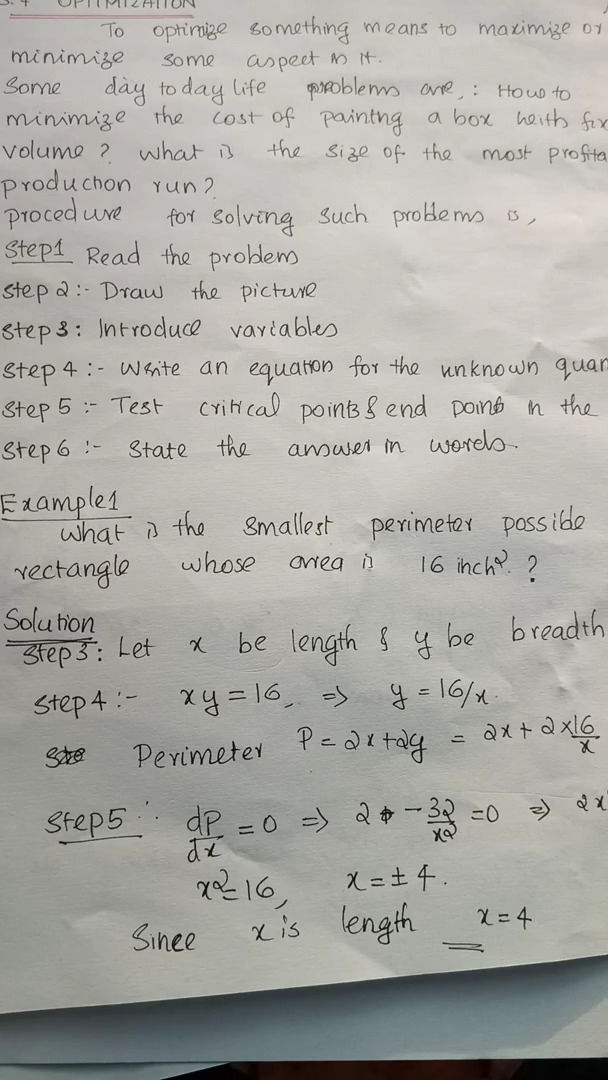 3.4 OPTIMIZATION
To optimize something means to maximize or
minimize some aspect of it.
Some day to day life problems are,: How to
minimize the cost of painting a box with fix
volume? What is the size of the most profita
production run?
procedure for solving such problems is,
Step1 Read the problem
Step 2:- Draw the picture
Step 3: Introduce variables
Step 4:- Write an equation for the unknown quan
Step 5:- Test critical points & end points in the
Step 6:- State the answer in words.
Example1
What is the smallest perimeter possible
rectangle whose area is 16 inch². ?
Solution
Step3: Let x be length & y be breadth
Step4:- xy = 16, => y = 16/x.
Perimeter P = 2x+2y = 2x + 2×16/x
Step5 ∴ dP/dx = 0 => 2 - 32/x2 = 0 => 2x
x2=16, x = ± 4.
Since x is length x = 4